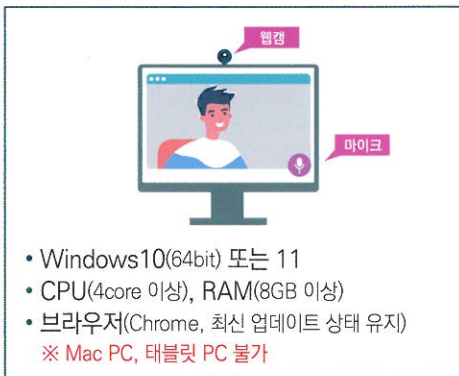 웹캠
마이크
• Windows10(64bit) 또는 11
• CPU(4core 이상), RAM(8GB 이상)
• 브라우저(Chrome, 최신 업데이트 상태 유지)
※ Mac PC, 태블릿 PC 불가